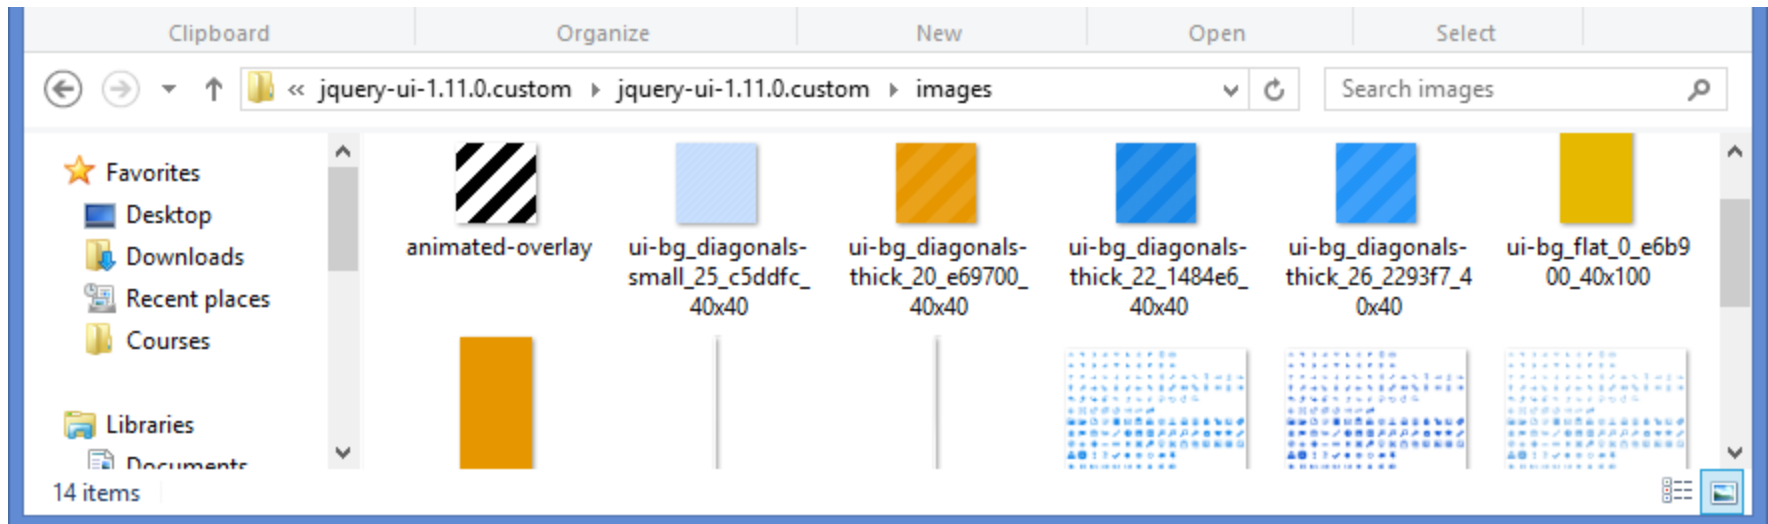 Clipboard
Organize
New
Open
Select
« jquery-ui-1.11.0.custom ▸ jquery-ui-1.11.0.custom ▸ images
Search images
Favorites
Desktop
Downloads
Recent places
Courses
Libraries
Documents
animated-overlay
ui-bg_diagonals-
small_25_c5ddfc_
40x40
ui-bg_diagonals-
thick_20_e69700_
40x40
ui-bg_diagonals-
thick_22_1484e6_
40x40
ui-bg_diagonals-
thick_26_2293f7_4
0x40
ui-bg_flat_0_e6b9
00_40x100
14 items